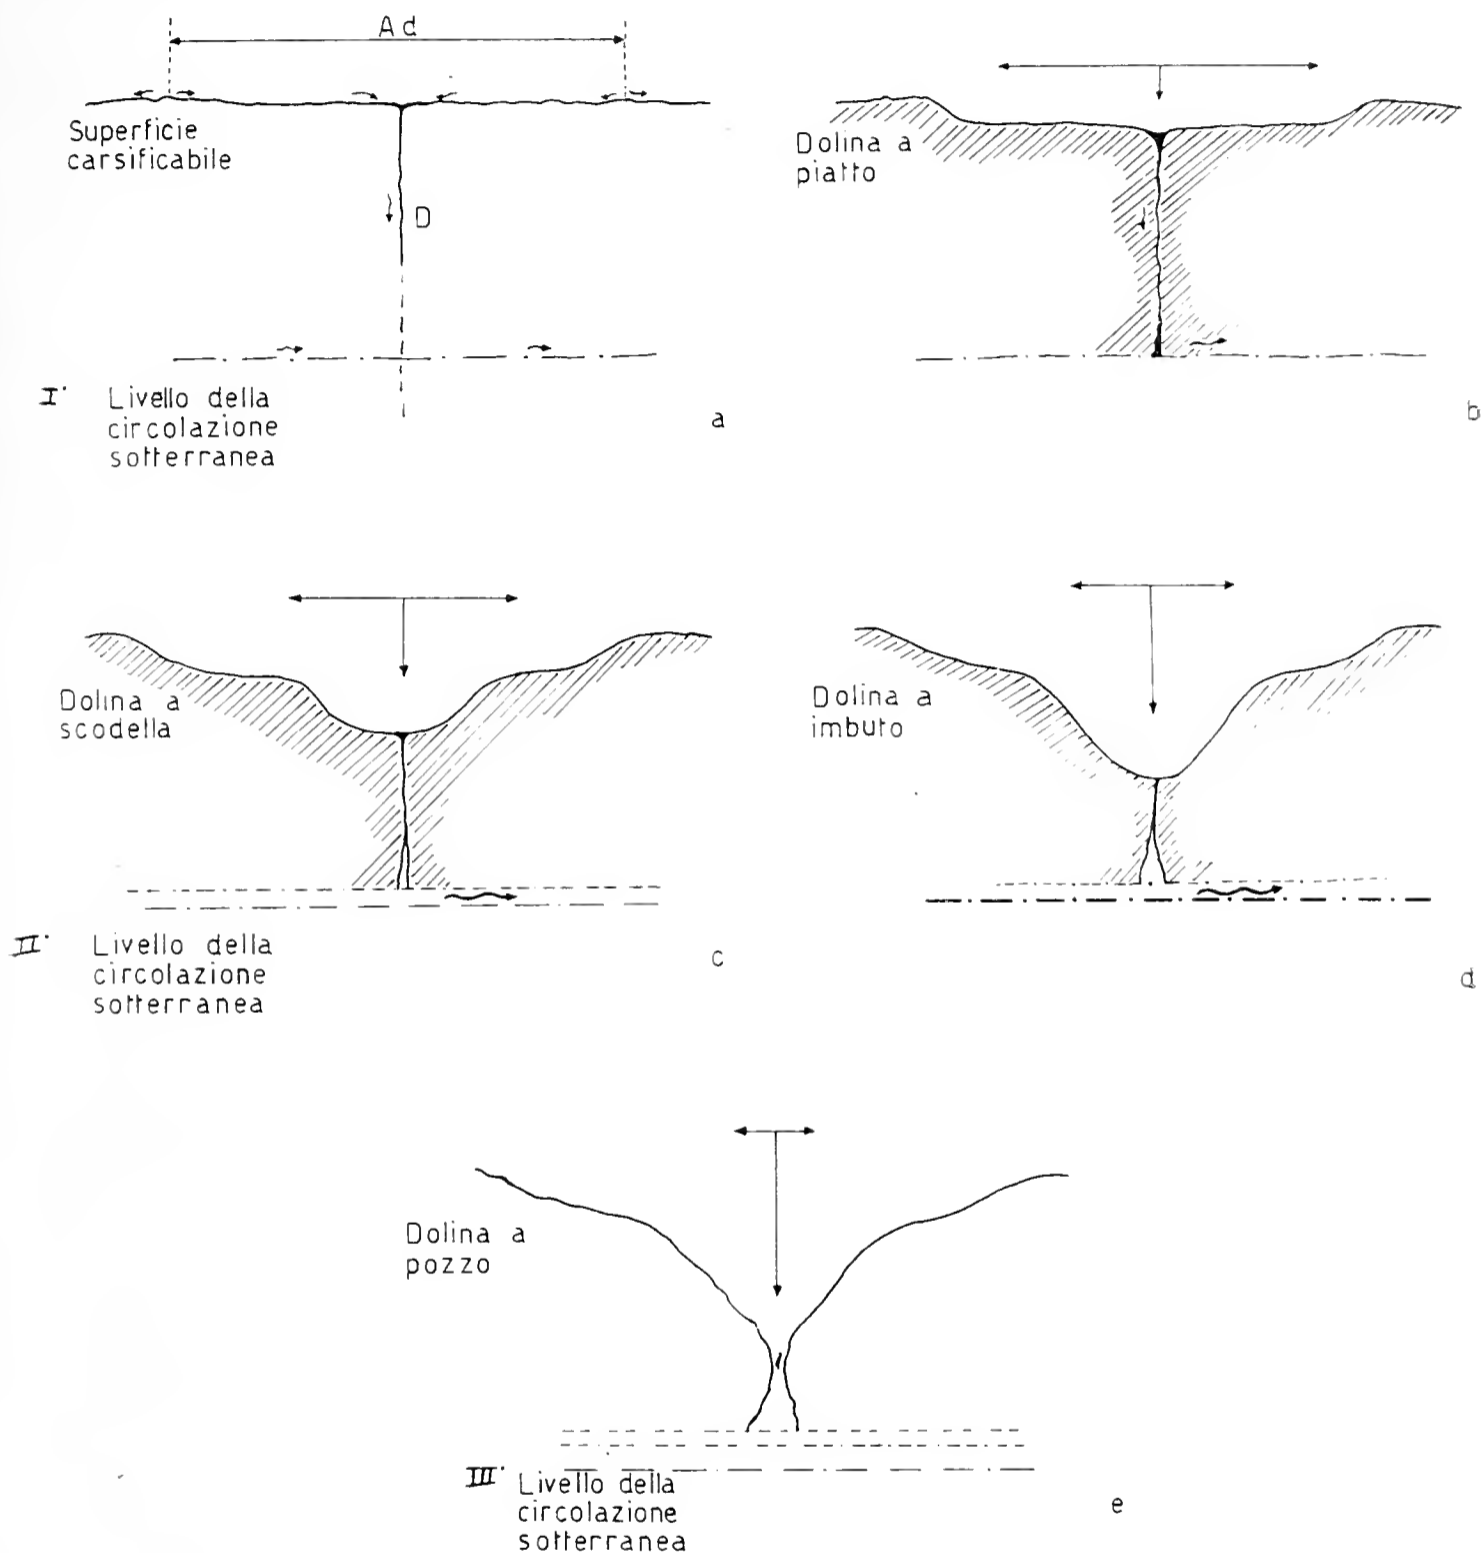 Ad
Superficie
carsificabile
D
I° Livello della
circolazione
sotterranea
a
Dolina a
piatto
b
Dolina a
scodella
II° Livello della
circolazione
sotterranea
c
Dolina a
imbuto
d
Dolina a
pozzo
III° Livello della
circolazione
sotterranea
e